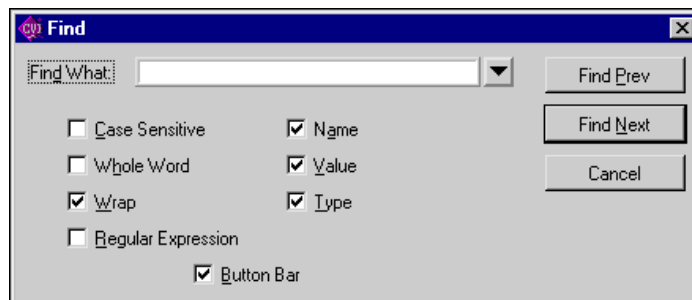 CVI Find
Find What:
Find Prev
Case Sensitive
Name
Find Next
Whole Word
Value
Cancel
Wrap
Type
Regular Expression
Button Bar